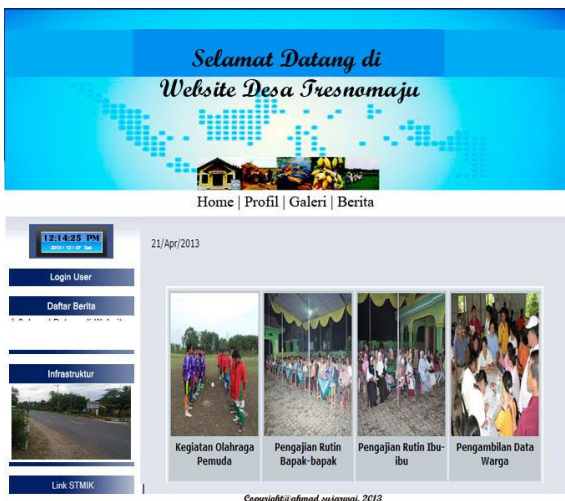 Selamat Datang di
Website Desa Tresnomaju
Home | Profil | Galeri | Berita
12:14:25 PM
21/Apr/2013
Login User
Daftar Berita
Infrastruktur
Kegiatan Olahraga
Pemuda
Pengajian Rutin
Bapak-bapak
Pengajian Rutin Ibu-
ibu
Pengambilan Data
Warga
Link STMIK
Copyright@ahmad sujarwai, 2013